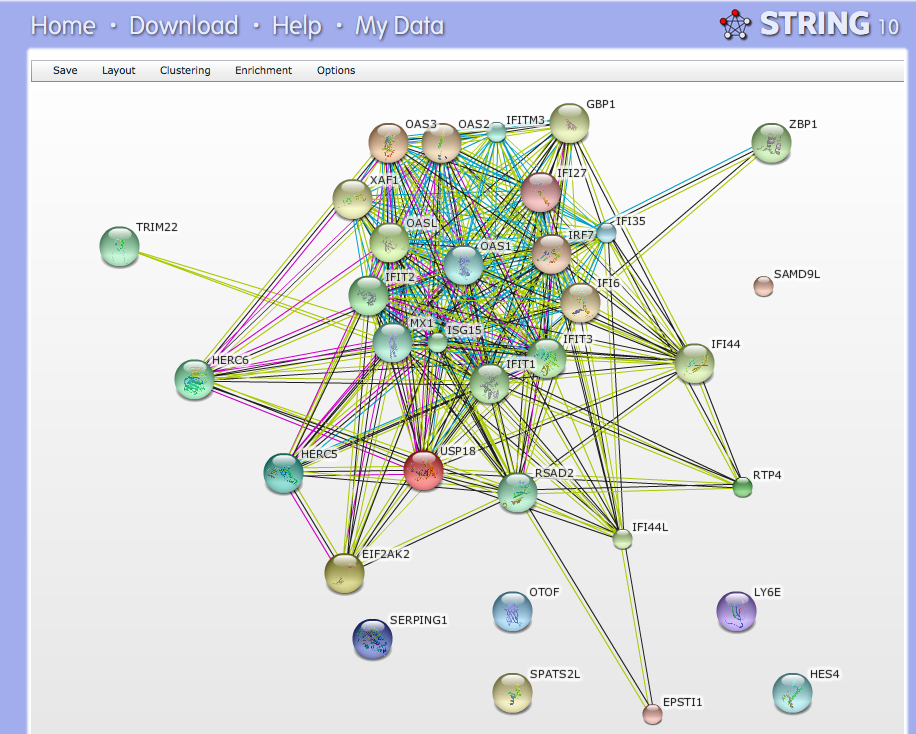 Home · Download · Help · My Data
STRING 10
Save Layout Clustering Enrichment Options
GBP1
OAS3 OAS2 IFITM3
ZBP1
IFI27
XAF1
OASL
IFI35
TRIM22
IRF7
OAS1
SAMD9L
IFIT2
IFI6
MX1
ISG15
IFIT3
IFI44
HERC6
IFIT1
HERC5
USP18
RSAD2
RTP4
IFI44L
EIF2AK2
OTOF
LY6E
SERPING1
SPATS2L
HES4
EPSTI1